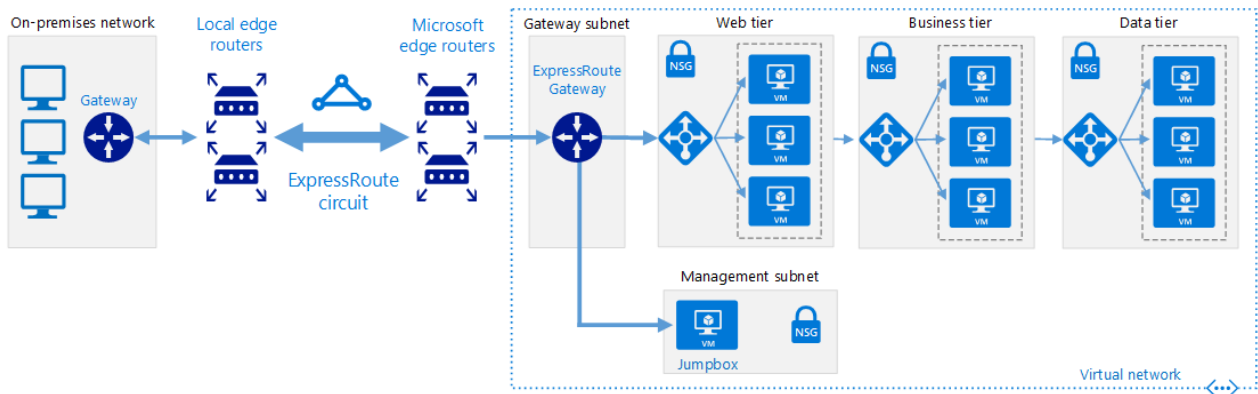 On-premises network
Local edge
routers
Microsoft
edge routers
Gateway subnet
Web tier
Business tier
Data tier
Gateway
ExpressRoute
Gateway
NSG
VM
VM
VM
NSG
VM
VM
VM
NSG
VM
VM
VM
ExpressRoute
circuit
Management subnet
VM
NSG
Jumpbox
Virtual network